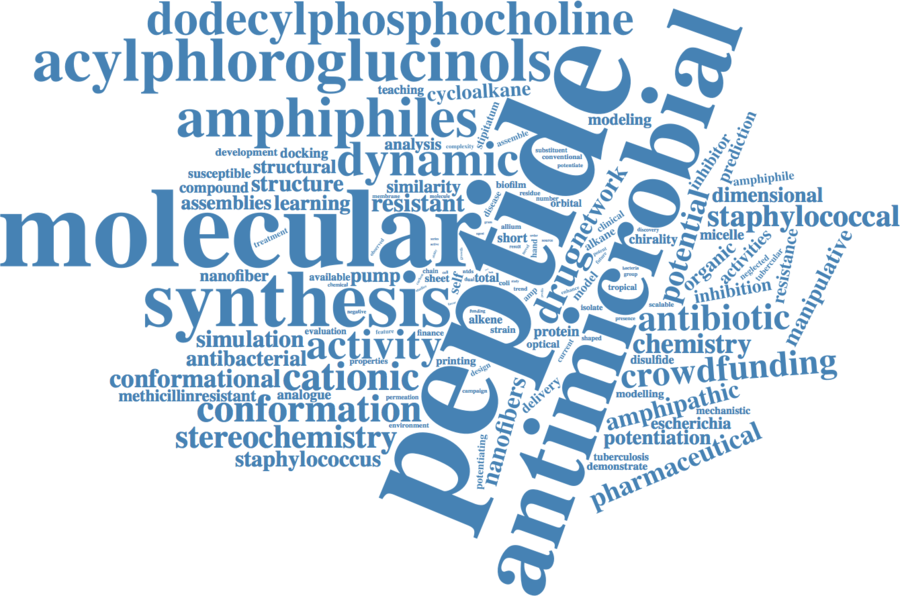 dodecylphosphocholine
acylphloroglucinols
teaching
cycloalkane
amphiphiles
stipitatum
assemble
modeling
analysis
complexity
development
docking
dynamic
substituent
conventional
potentiate
susceptible
structural
compound
structure
similarity
biofilm
residue
number
orbital
assemblies
learning
membrane
molecule
resistant
disease
molecular
peptide
antimicrobial
treatment
allium
short
hand
drug
network
alkane
clinical
model
inhibitor
prediction
potential
amphiphile
dimensional
staphylococcal
discovery
chirality
micelle
organic
activities
neglected
tubercular
resistance
manipulative
inhibition
bacteria
group
tropical
nanofiber
available
chemical
pump
chain
sheet
self
total
coil
trend
amp
synthesis
negative
alkene
strain
isolate
scalable
presence
antibiotic
simulation
evaluation
feature
finance
activity
protein
optical
current
shaped
chemistry
antibacterial
properties
printing
design
disulfide
crowdfunding
conformational
cationic
campaign
delivery
modelling
methicillinresistant
analogue
permeation
conformation
environment
nanofibers
potentiating
amphipathic
mechanistic
escherichia
stereochemistry
potentiation
staphylococcus
tuberculosis
demonstrate
pharmaceutical